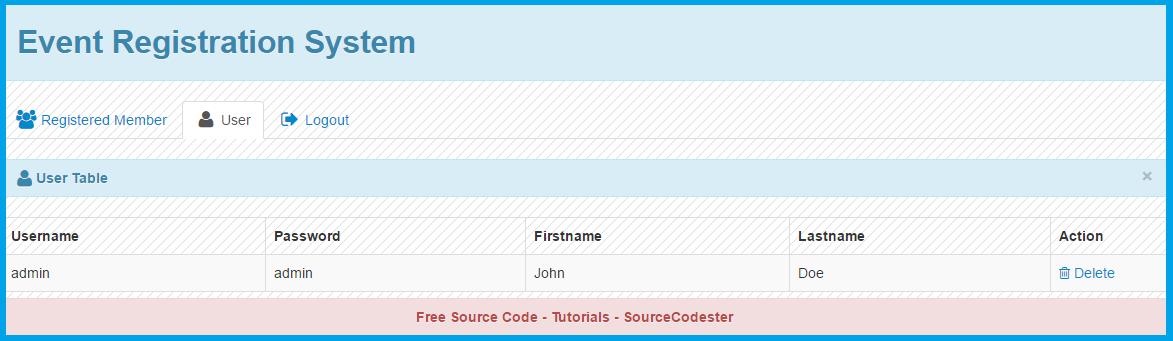 Event Registration System
Registered Member User Logout
User Table ×
Username Password Firstname Lastname Action
admin admin John Doe Delete
Free Source Code - Tutorials - SourceCodester